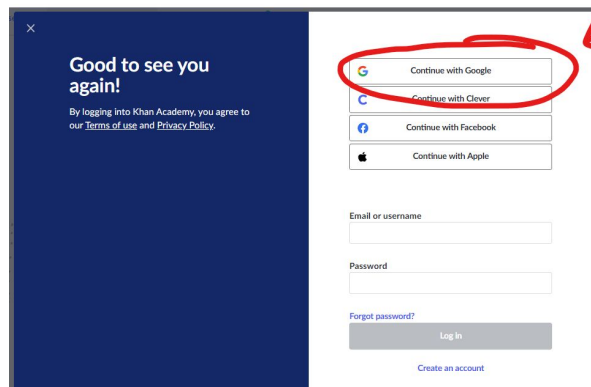 Good to see you
again!
By logging into Khan Academy, you agree to
our Terms of use and Privacy Policy.
Continue with Google
Continue with Clever
Continue with Facebook
Continue with Apple
Email or username
Password
Forgot password?
Log in
Create an account